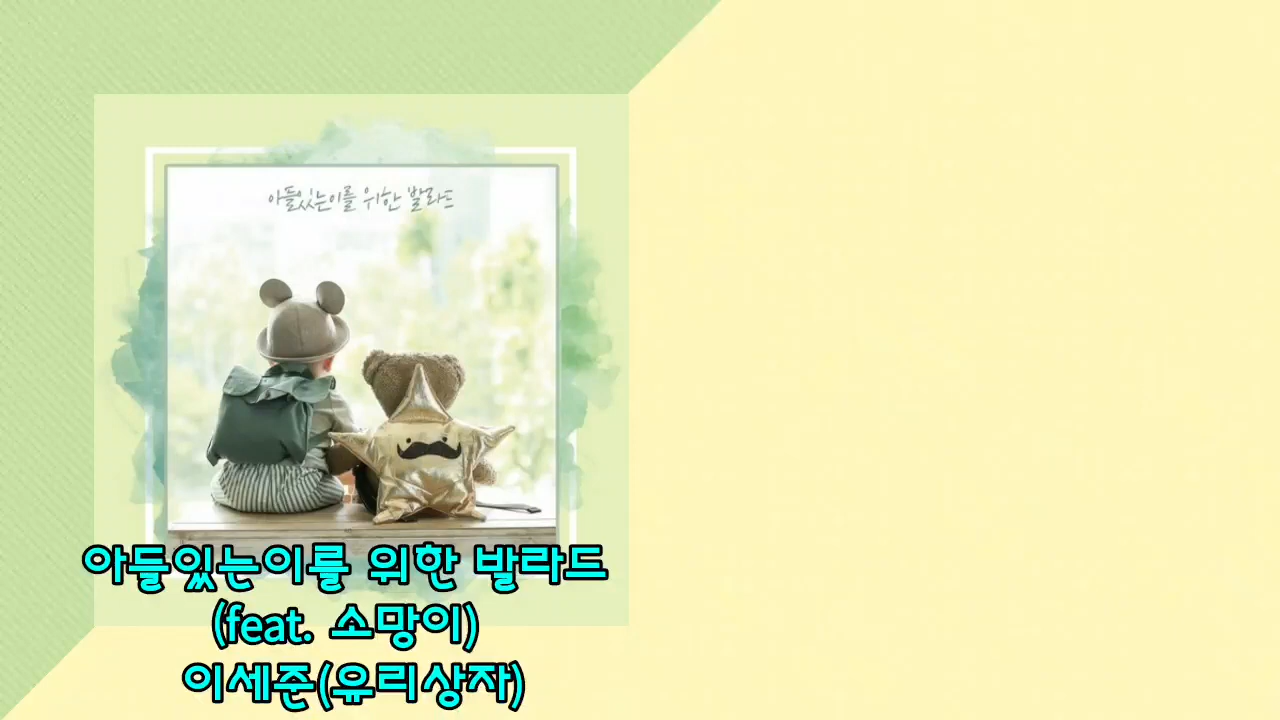 아들있는이를 위한 발라드
아들있는이를 위한 발라드
(feat. 소망이)
이세준(유리상자)